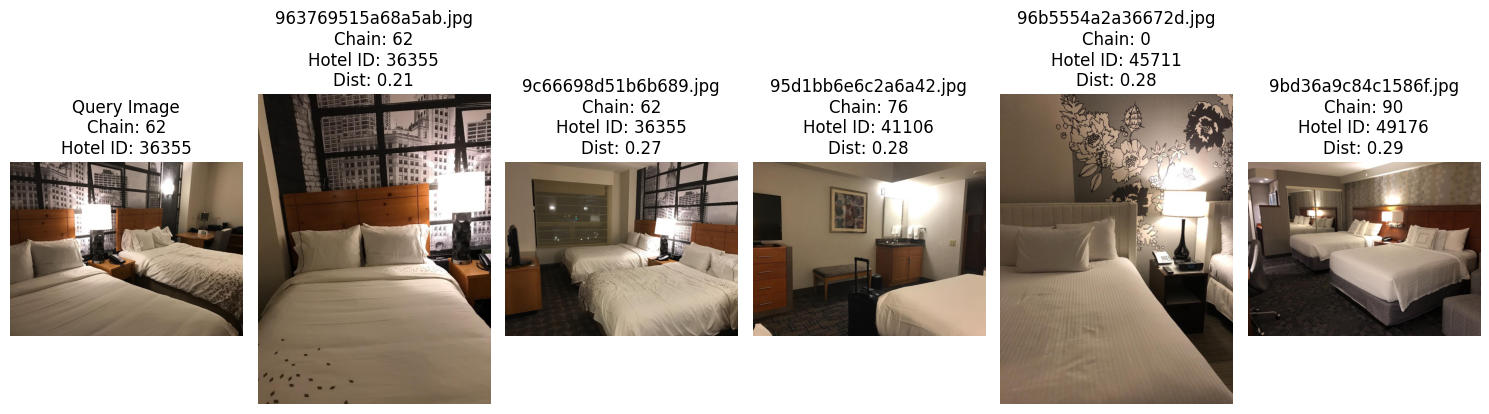 Query Image
Chain: 62
Hotel ID: 36355
963769515a68a5ab.jpg
Chain: 62
Hotel ID: 36355
Dist: 0.21
9c66698d51b6b689.jpg
Chain: 62
Hotel ID: 36355
Dist: 0.27
95d1bb6e6c2a6a42.jpg
Chain: 76
Hotel ID: 41106
Dist: 0.28
96b5554a2a36672d.jpg
Chain: 0
Hotel ID: 45711
Dist: 0.28
9bd36a9c84c1586f.jpg
Chain: 90
Hotel ID: 49176
Dist: 0.29